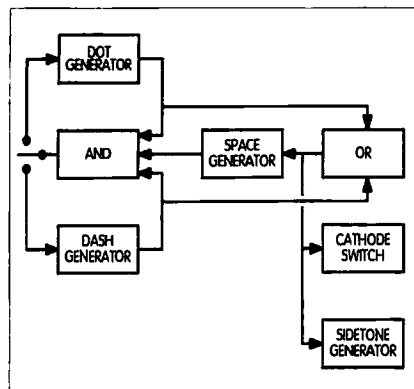 DOT
GENERATOR
AND
SPACE
GENERATOR
OR
DASH
GENERATOR
CATHODE
SWITCH
SIDETONE
GENERATOR